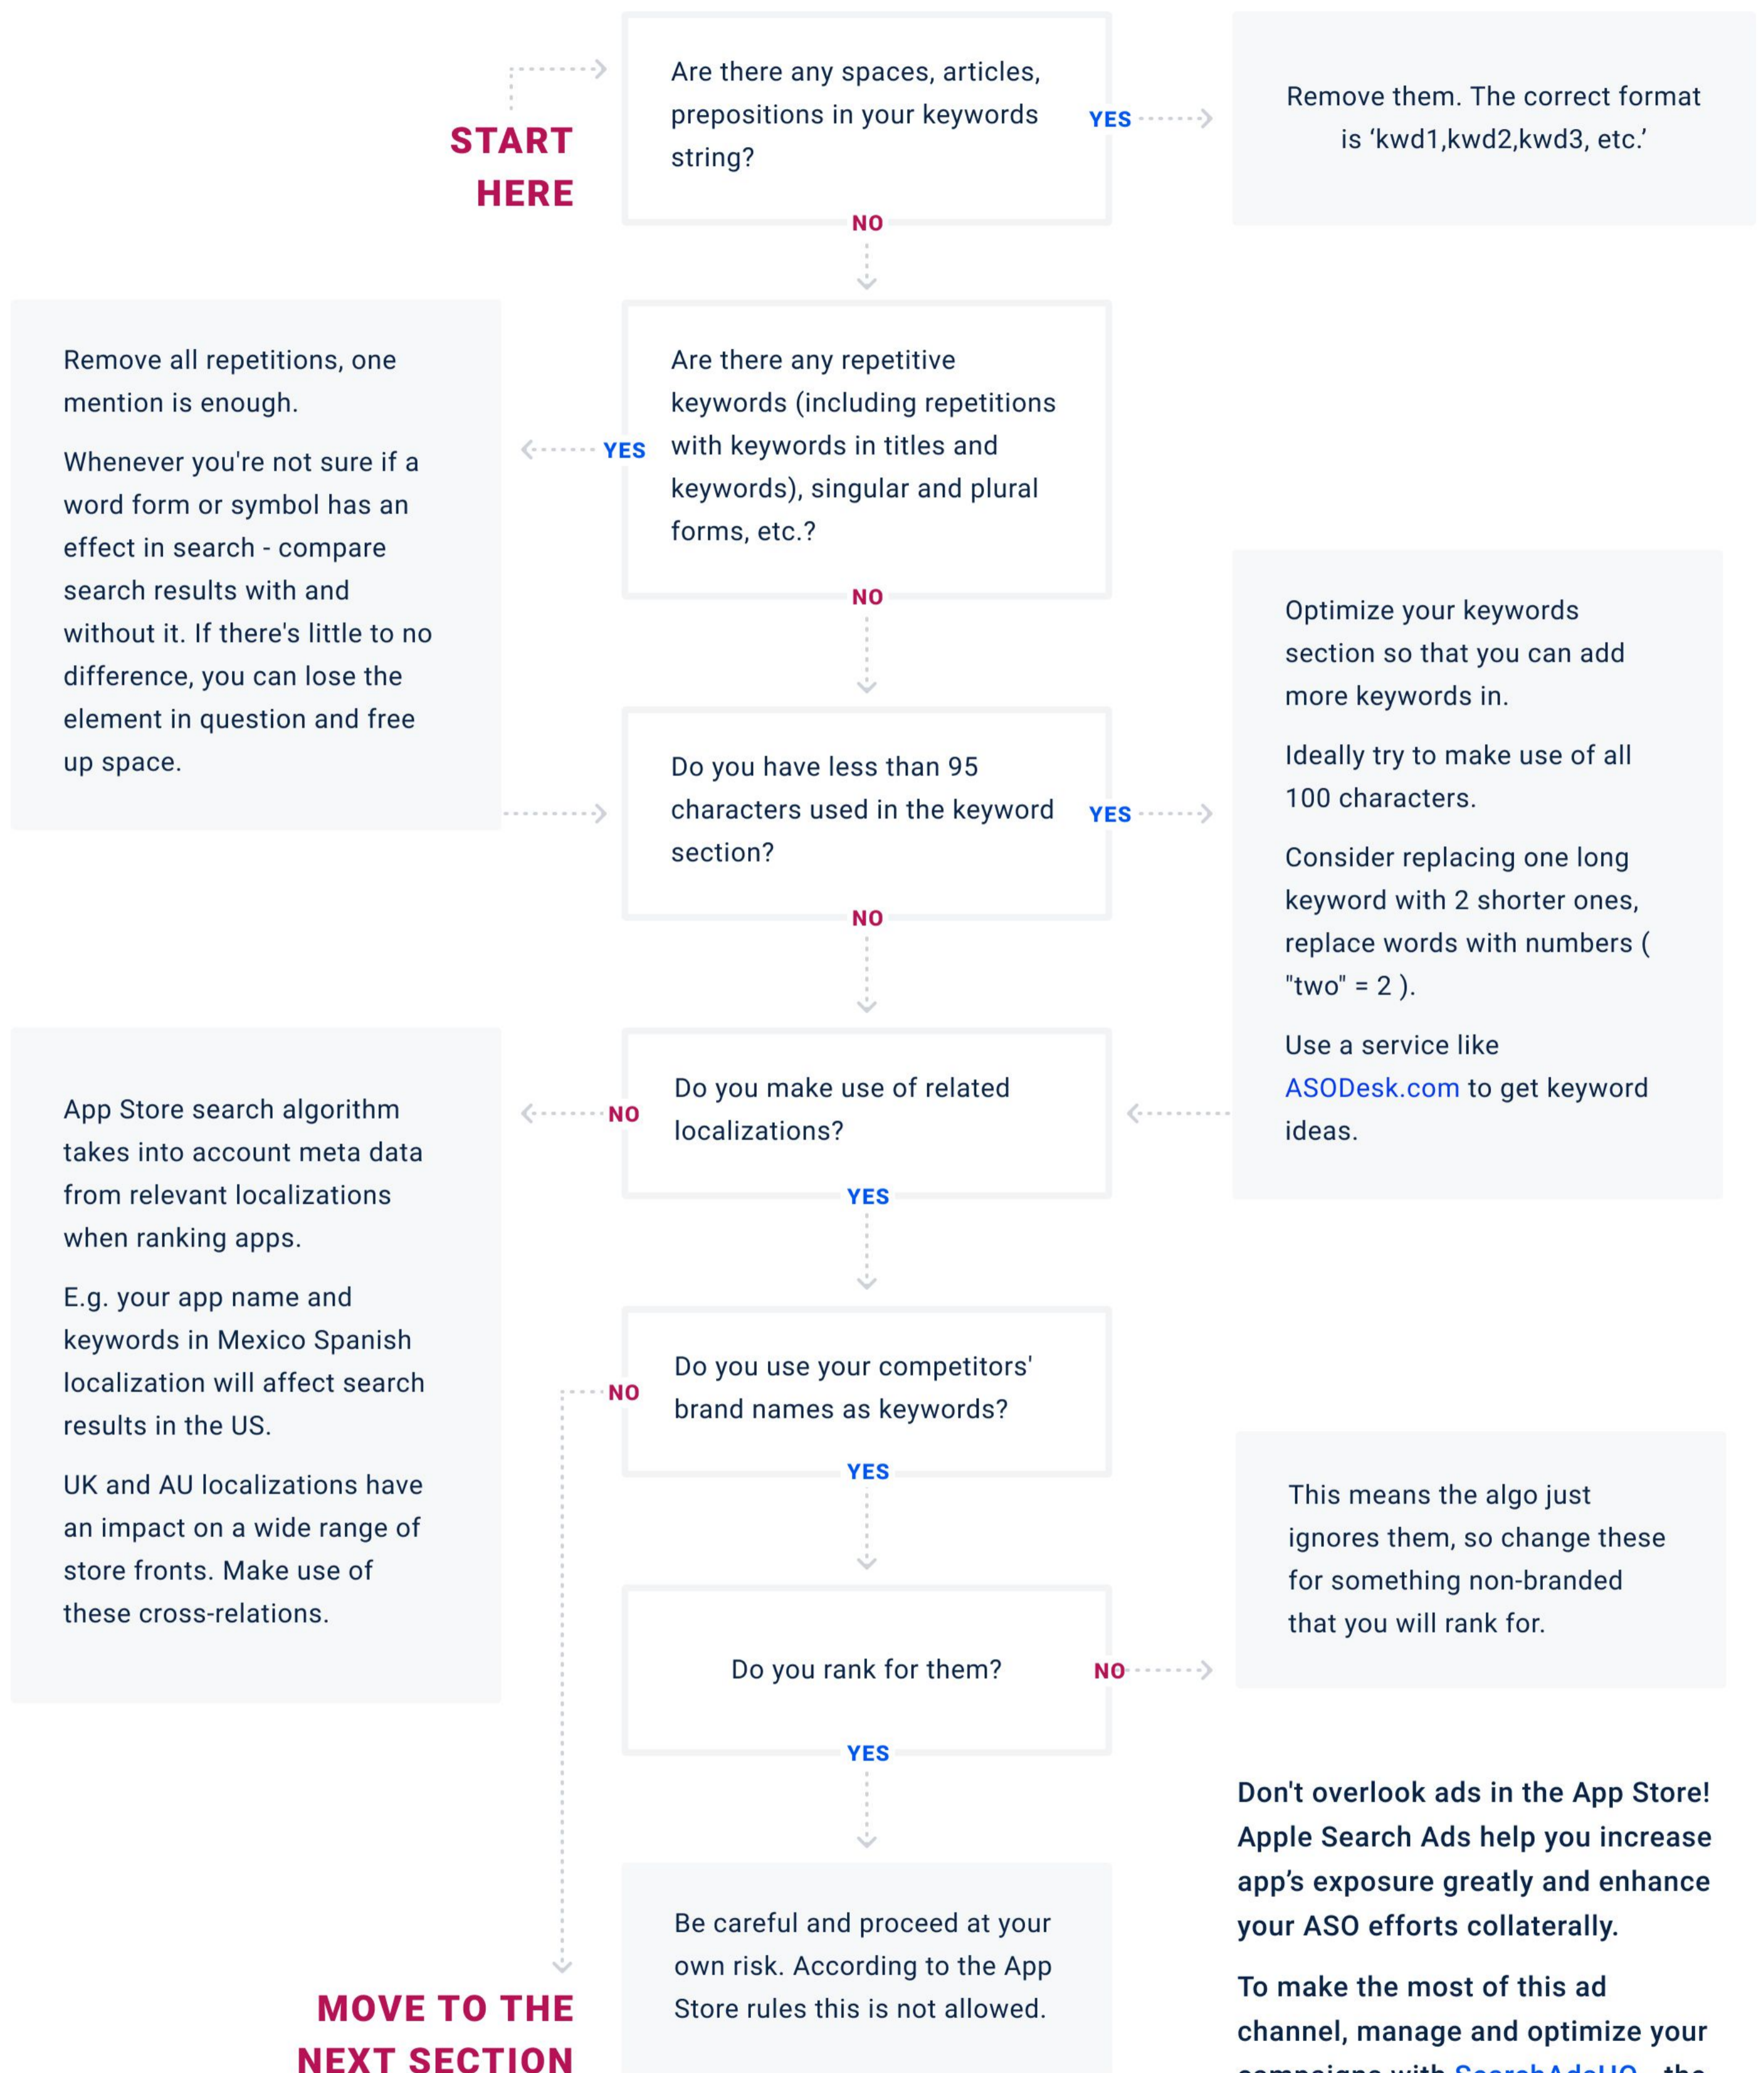 START
HERE
Are there any spaces, articles,
prepositions in your keywords
string?
YES
Remove them. The correct format
is ‘kwd1,kwd2,kwd3, etc.’
NO
Are there any repetitive
keywords (including repetitions
with keywords in titles and
keywords), singular and plural
forms, etc.?
YES
Remove all repetitions, one
mention is enough.
Whenever you're not sure if a
word form or symbol has an
effect in search - compare
search results with and
without it. If there's little to no
difference, you can lose the
element in question and free
up space.
NO
Do you have less than 95
characters used in the keyword
section?
YES
Optimize your keywords
section so that you can add
more keywords in.
Ideally try to make use of all
100 characters.
Consider replacing one long
keyword with 2 shorter ones,
replace words with numbers (
"two" = 2 ).
Use a service like
ASODesk.com to get keyword
ideas.
NO
Do you make use of related
localizations?
NO
App Store search algorithm
takes into account meta data
from relevant localizations
when ranking apps.
E.g. your app name and
keywords in Mexico Spanish
localization will affect search
results in the US.
UK and AU localizations have
an impact on a wide range of
store fronts. Make use of
these cross-relations.
YES
Do you use your competitors'
brand names as keywords?
NO
YES
Do you rank for them?
NO
This means the algo just
ignores them, so change these
for something non-branded
that you will rank for.
YES
Be careful and proceed at your
own risk. According to the App
Store rules this is not allowed.
MOVE TO THE
NEXT SECTION
Don't overlook ads in the App Store!
Apple Search Ads help you increase
app’s exposure greatly and enhance
your ASO efforts collaterally.
To make the most of this ad
channel, manage and optimize your
campaigns with SearchAdsHQ - the